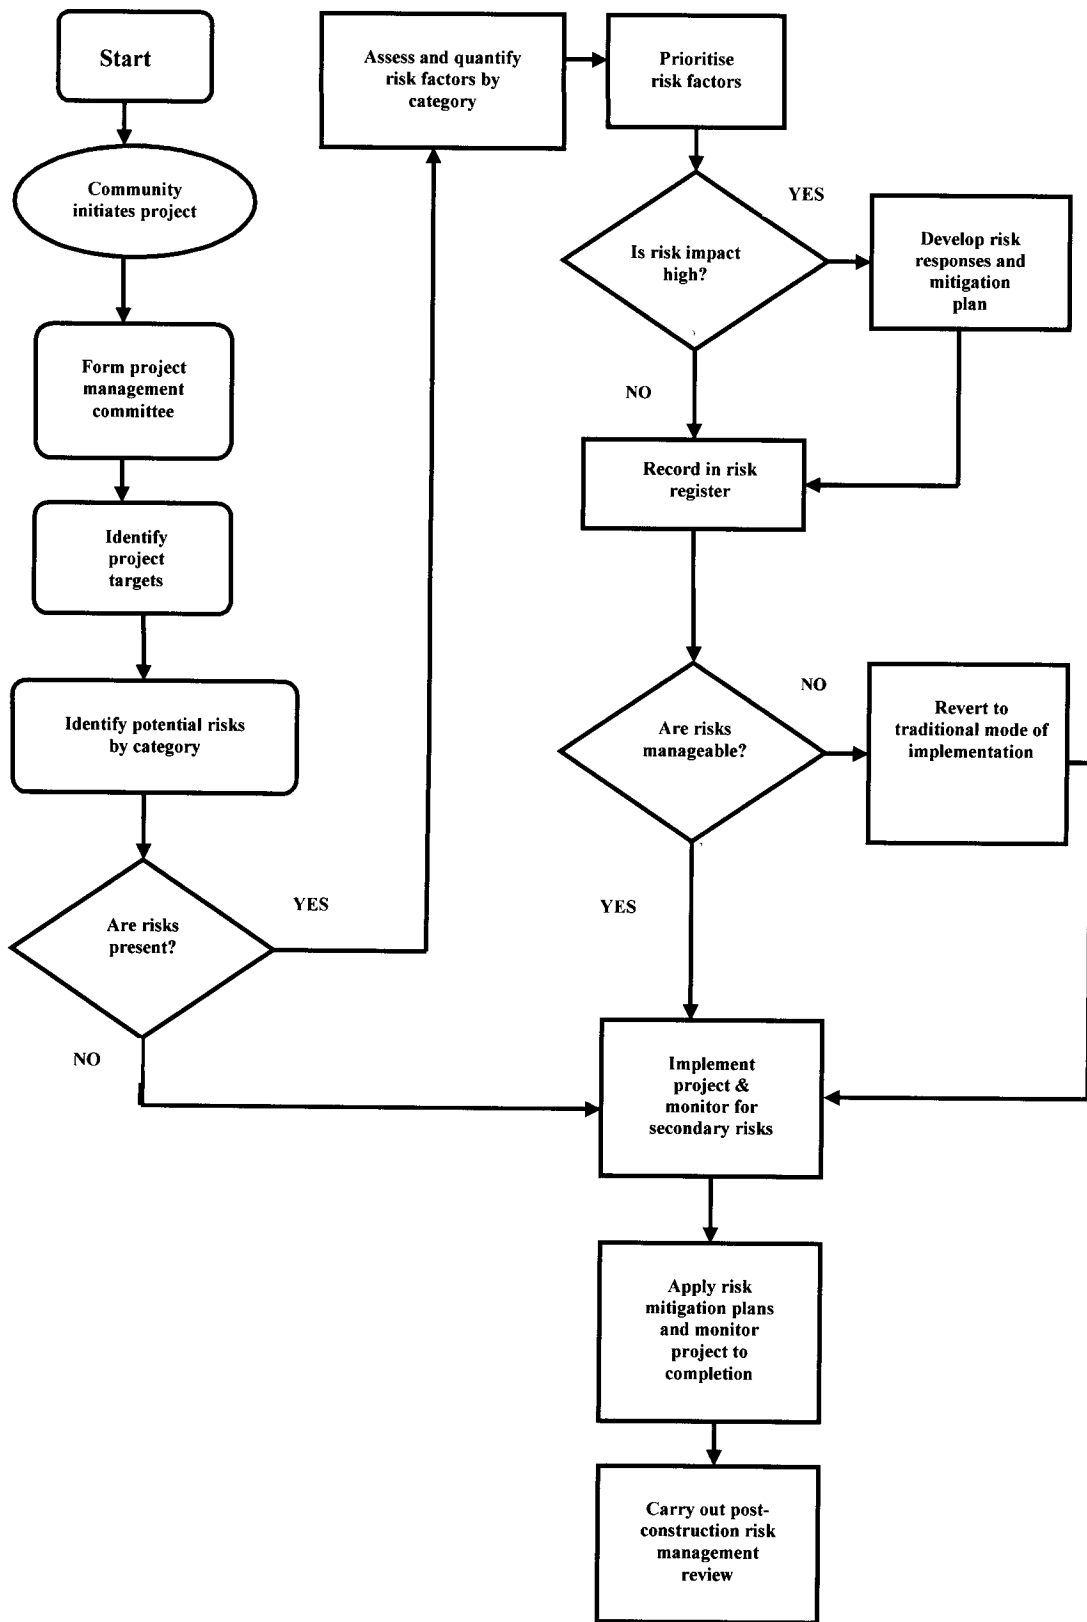 Start
Community
initiates project
Form project
management
committee
Identify
project
targets
Identify potential risks
by category
Are risks
present?
YES
NO
Assess and quantify
risk factors by
category
Prioritise
risk factors
Is risk impact
high?
YES
Develop risk
responses and
mitigation
plan
NO
Record in risk
register
Are risks
manageable?
NO
Revert to
traditional mode of
implementation
YES
Implement
project &
monitor for
secondary risks
Apply risk
mitigation plans
and monitor
project to
completion
Carry out post-
construction risk
management
review